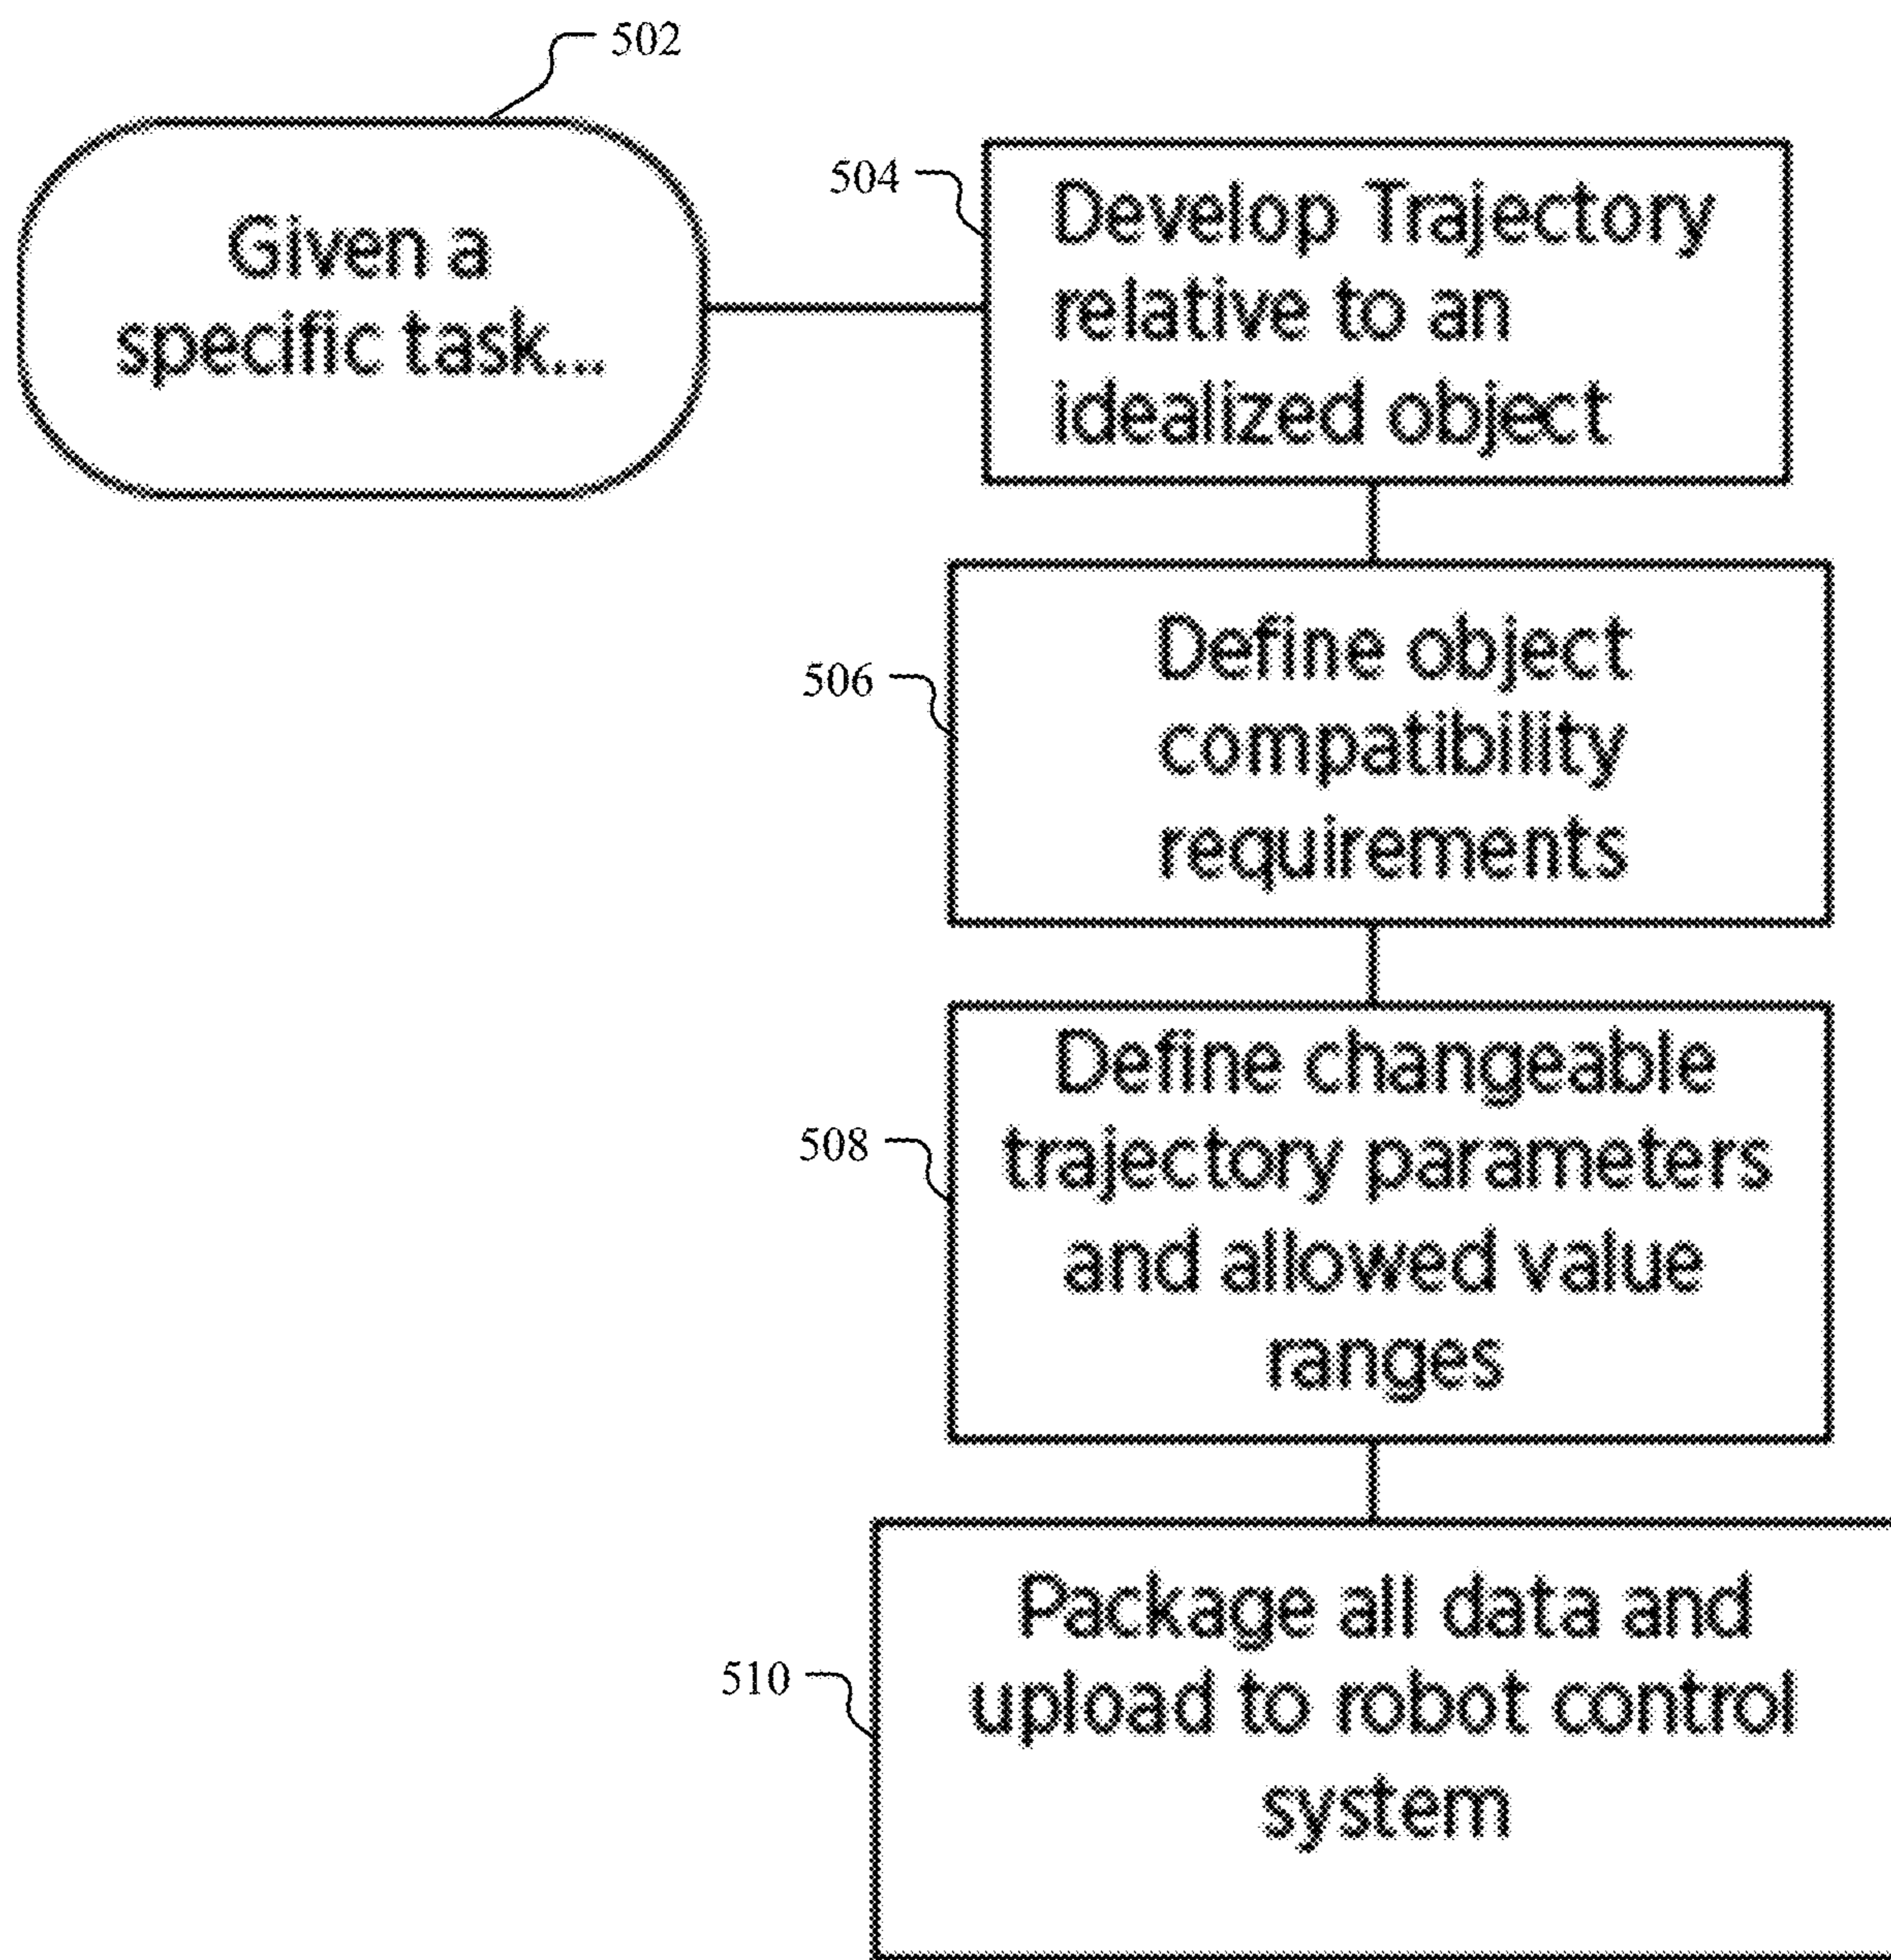 502
Given a
specific task...
504
Develop Trajectory
relative to an
idealized object
506
Define object
compatibility
requirements
508
Define changeable
trajectory parameters
and allowed value
ranges
510
Package all data and
upload to robot control
system